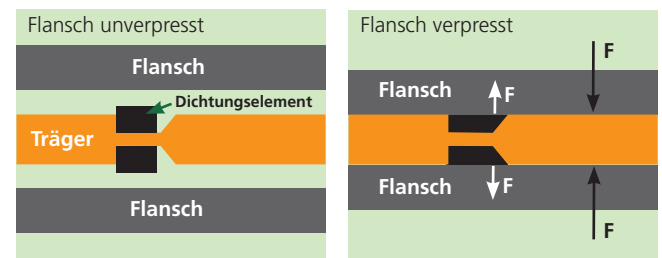 Flansch unverpresst
Flansch
Dichtungselement
Träger
Flansch
Flansch verpresst
F
Flansch
F
Flansch
F
F